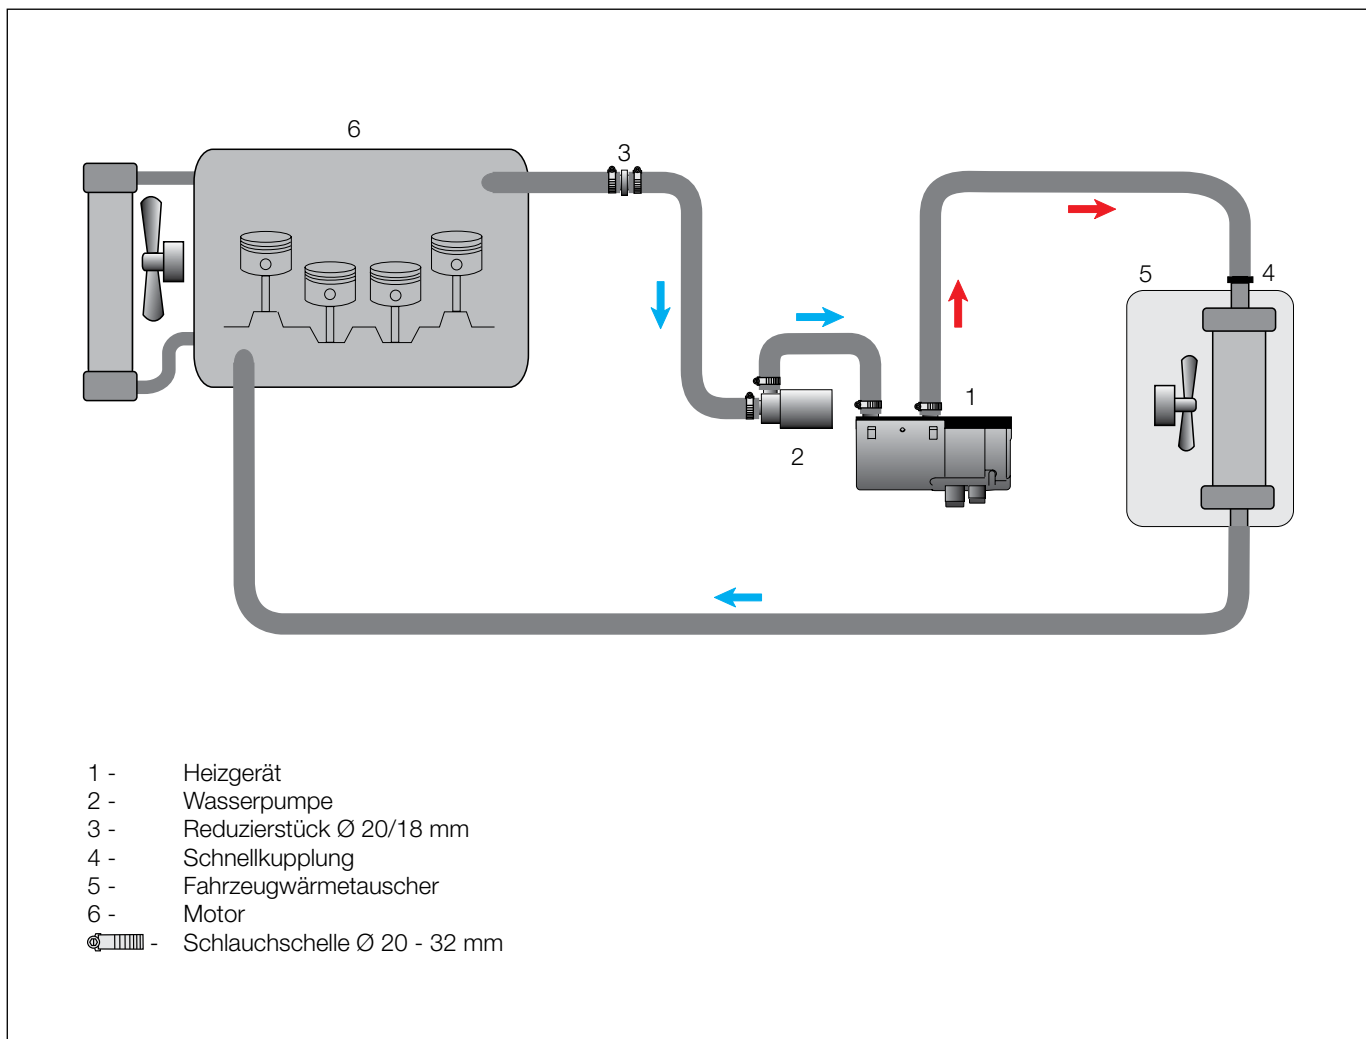 6
3
5
4
1
2
1 - Heizgerät
2 - Wasserpumpe
3 - Reduzierstück Ø 20/18 mm
4 - Schnellkupplung
5 - Fahrzeugwärmetauscher
6 - Motor
- Schlauchschelle Ø 20 - 32 mm